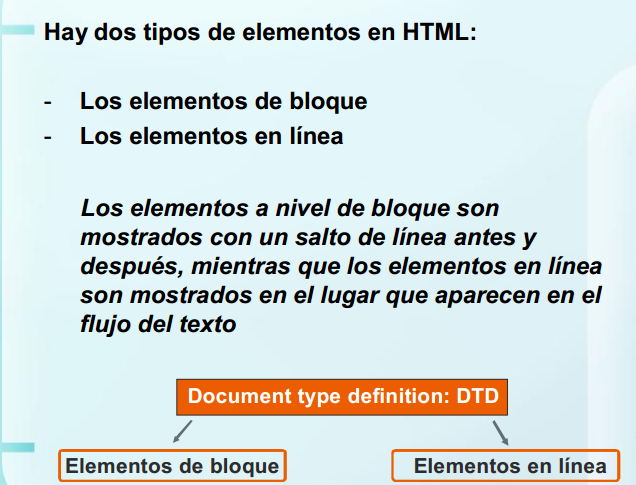 Hay dos tipos de elementos en HTML:
- Los elementos de bloque
- Los elementos en línea
Los elementos a nivel de bloque son
mostrados con un salto de línea antes y
después, mientras que los elementos en línea
son mostrados en el lugar que aparecen en el
flujo del texto
Document type definition: DTD
Elementos de bloque
Elementos en línea